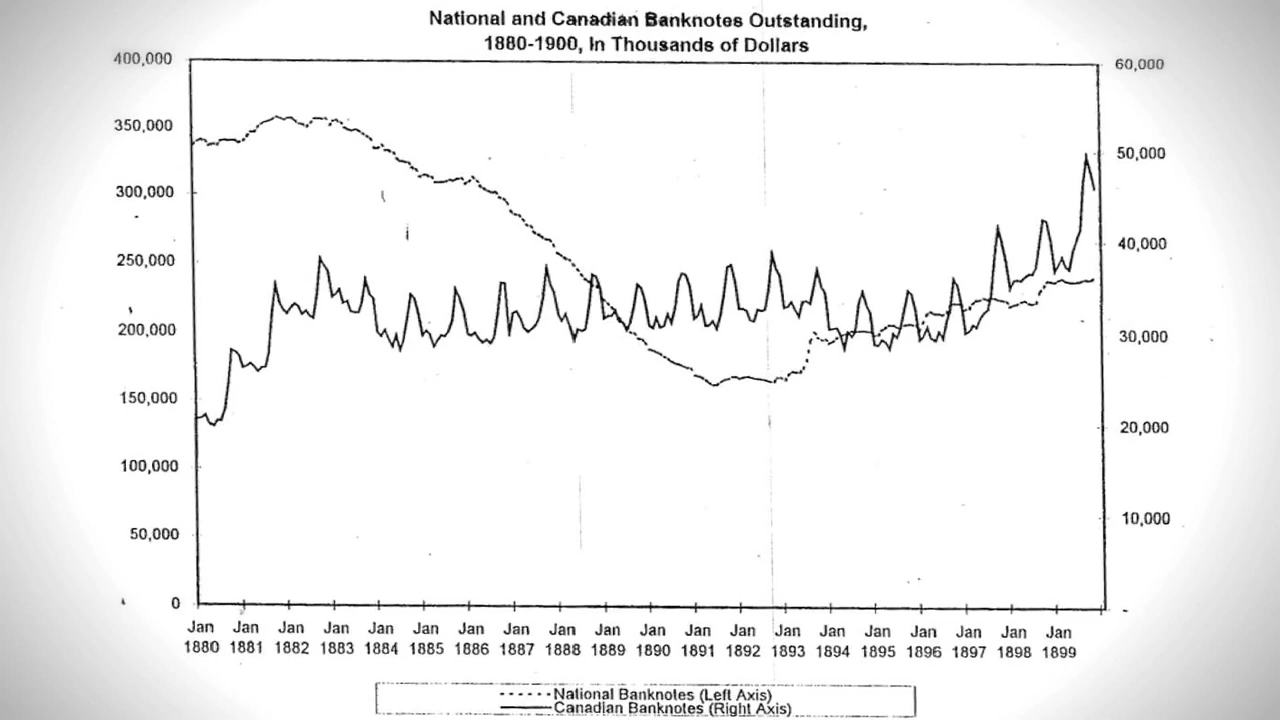 National and Canadian Banknotes Outstanding,
1880-1900, In Thousands of Dollars
400,000
350,000
300,000
250,000
200,000
150,000
100,000
50,000
0
60,000
50,000
40,000
30,000
20,000
10,000
-
Jan Jan Jan Jan Jan Jan Jan Jan Jan Jan Jan Jan Jan Jan Jan Jan Jan Jan Jan Jan
1880 1881 1882 1883 1884 1885 1886 1887 1888 1889 1890 1891 1892 1893 1894 1895 1896 1897 1898 1899
National Banknotes (Left Axis)
Canadian Banknotes (Right Axis)